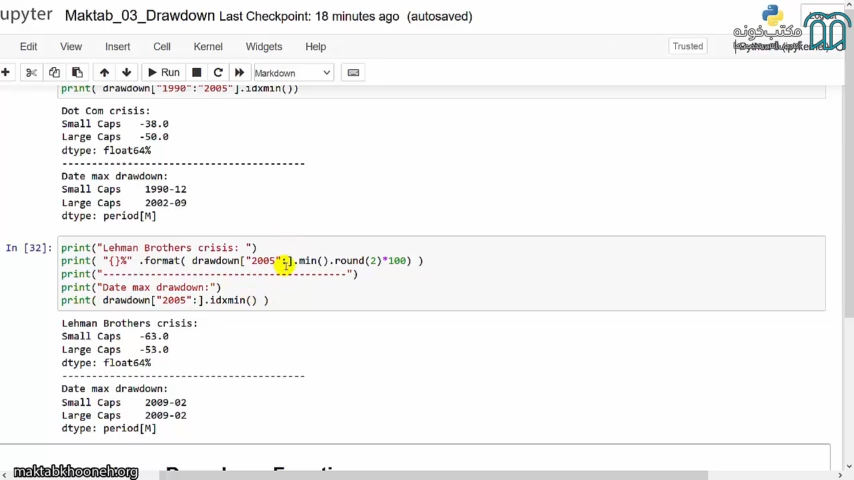 upyter Maktab_03_Drawdown Last Checkpoint: 18 minutes ago (autosaved)
مکتب‌خونه
Edit View Insert Cell Kernel Widgets Help
Trusted
Run
Markdown
print( drawdown["1990":"2005"].idxmin())
Dot Com crisis:
Small Caps -38.0
Large Caps -50.0
dtype: float64%
----------------------------------------
Date max drawdown:
Small Caps 1990-12
Large Caps 2002-09
dtype: period[M]
In [32]: print("Lehman Brothers crisis: ")
print( "{}%" .format( drawdown["2005":].min().round(2)*100) )
print("----------------------------------------")
print("Date max drawdown:")
print( drawdown["2005":].idxmin() )
Lehman Brothers crisis:
Small Caps -63.0
Large Caps -53.0
dtype: float64%
----------------------------------------
Date max drawdown:
Small Caps 2009-02
Large Caps 2009-02
dtype: period[M]
maktabkhooneh.org